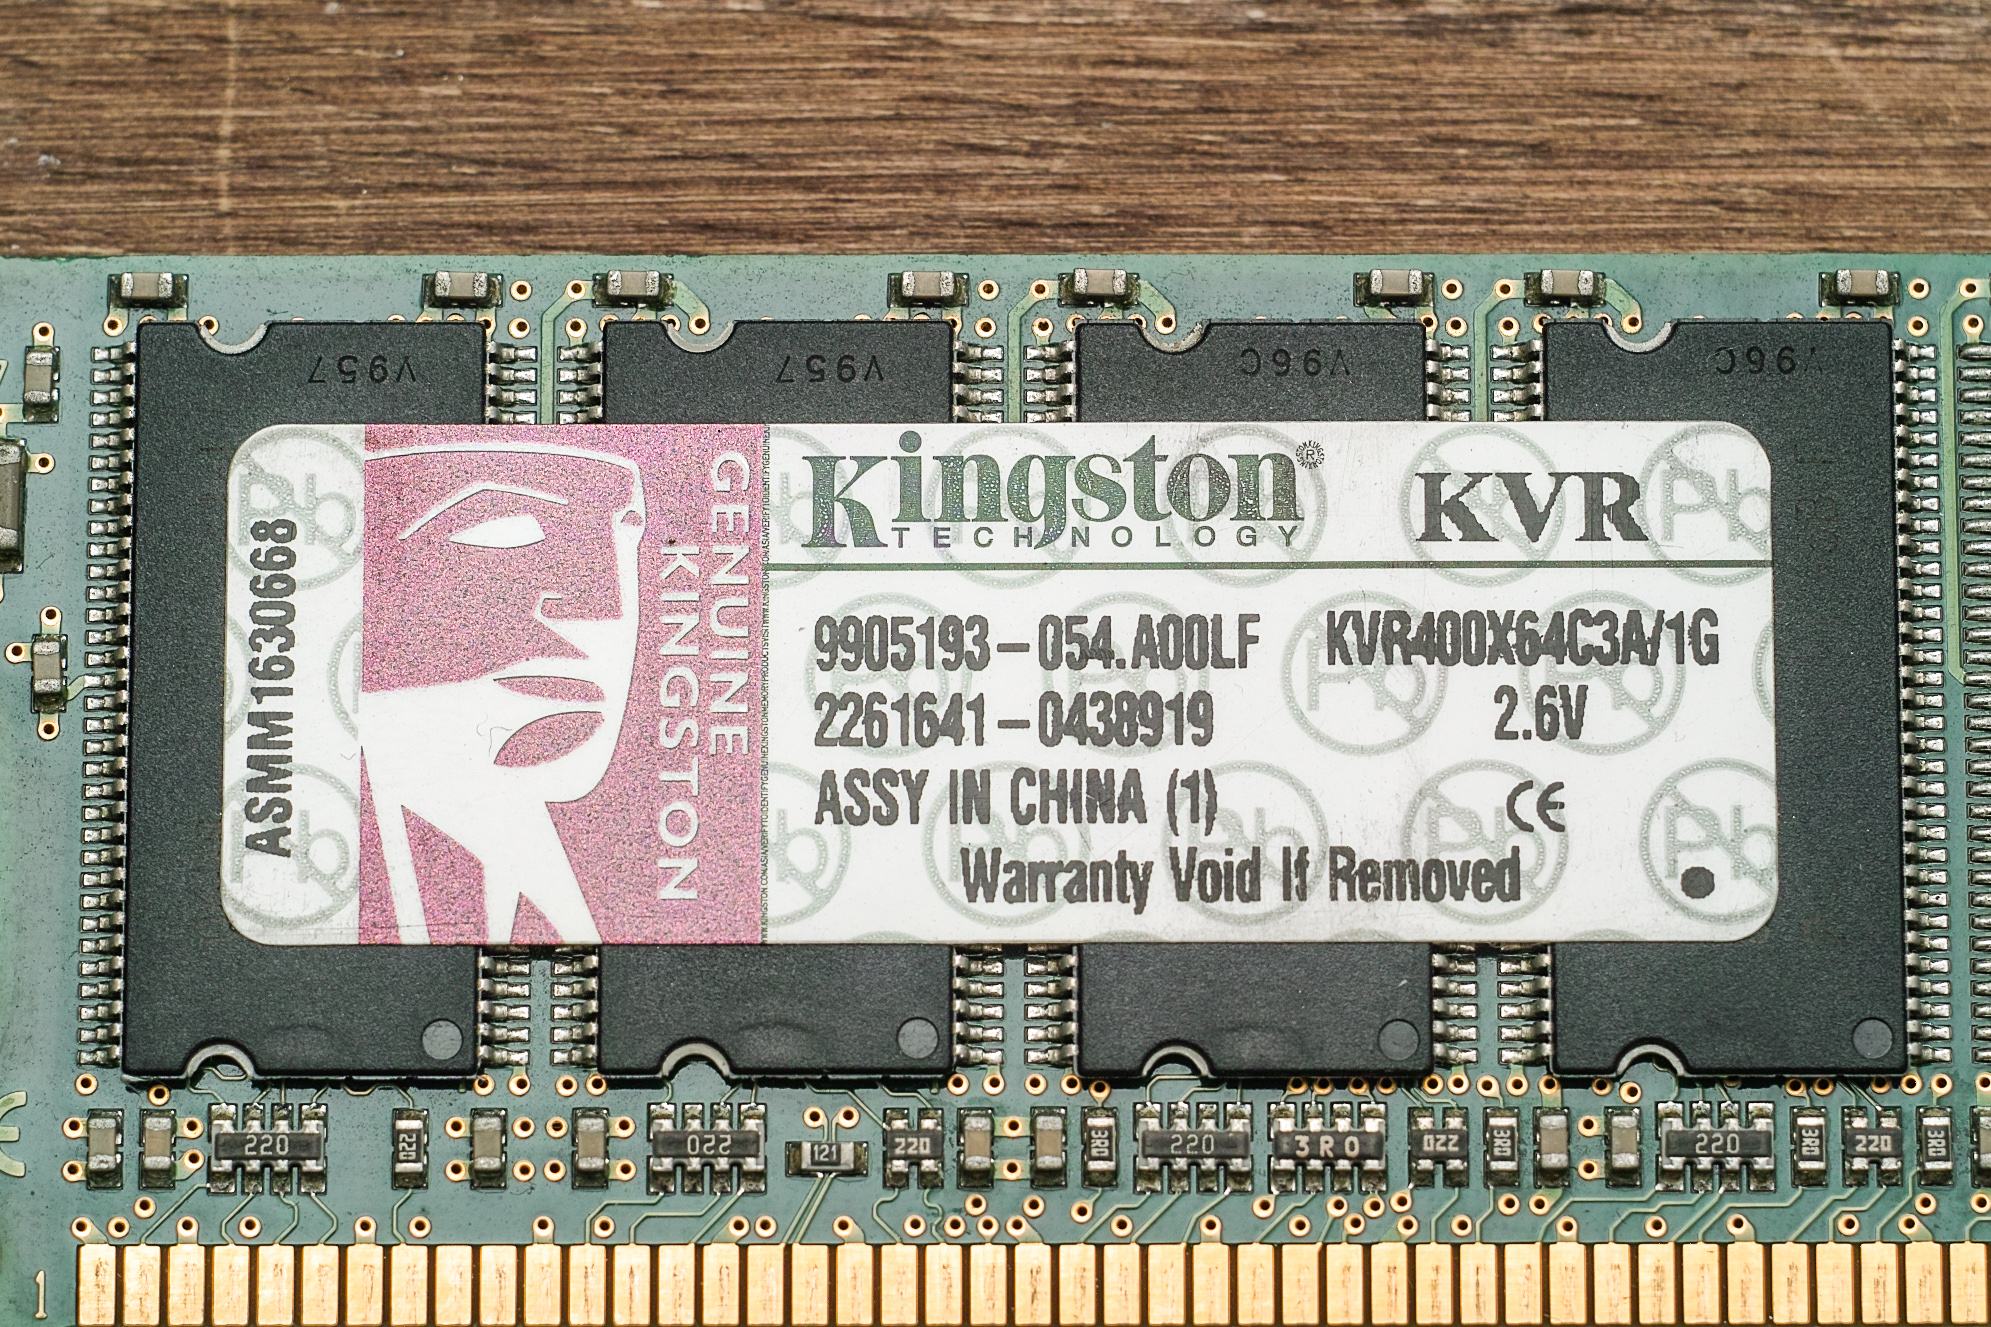 V957
V957
V96C
V96C
ASMM1630668
GENUINE
KINGSTON
Kingston®
TECHNOLOGY
KVR
9905193-054.A00LF
KVR400X64C3A/1G
2261641-0438919
2.6V
ASSY IN CHINA (1)
CE
Warranty Void If Removed
Pb
220
220
220
121
220
220
3R0
220
3R0
220
3R0
220
3R0
1